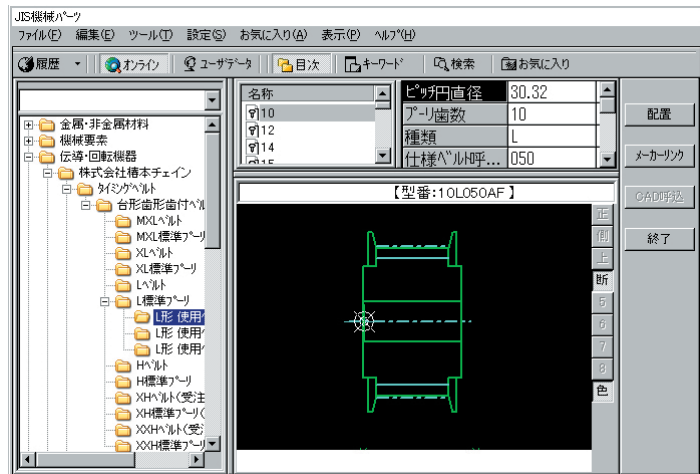 JIS機械ﾊﾟｰﾂ
ﾌｧｲﾙ(F) 編集(E) ﾂｰﾙ(T) 設定(S) お気に入り(A) 表示(P) ﾍﾙﾌﾟ(H)
履歴 ｵﾝﾗｲﾝ ﾕｰｻﾞﾃﾞｰﾀ 目次 ｷｰﾜｰﾄﾞ 検索 お気に入り
金属・非金属材料
機械要素
伝導・回転機器
株式会社椿本チェイン
ﾀｲﾐﾝｸﾞﾍﾞﾙﾄ
台形歯形歯付ﾍﾞﾙ
MXLﾍﾞﾙﾄ
MXL標準ﾌﾟｰﾘ
XLﾍﾞﾙﾄ
XL標準ﾌﾟｰﾘ
Lﾍﾞﾙﾄ
L標準ﾌﾟｰﾘ
L形 使用
L形 使用
L形 使用
Hﾍﾞﾙﾄ
H標準ﾌﾟｰﾘ
XHﾍﾞﾙﾄ(受注
XH標準ﾌﾟｰﾘ(
XXHﾍﾞﾙﾄ(受
XXH標準ﾌﾟｰﾘ
名称
10
12
14
15
ﾋﾟｯﾁ円直径 30.32
ﾌﾟｰﾘ歯数 10
種類 L
仕様ﾍﾞﾙﾄ呼... 050
【型番:10L050AF】
正
側
上
断
5
6
7
8
色
配置
ﾒｰｶｰﾘﾝｸ
CAD呼込
終了